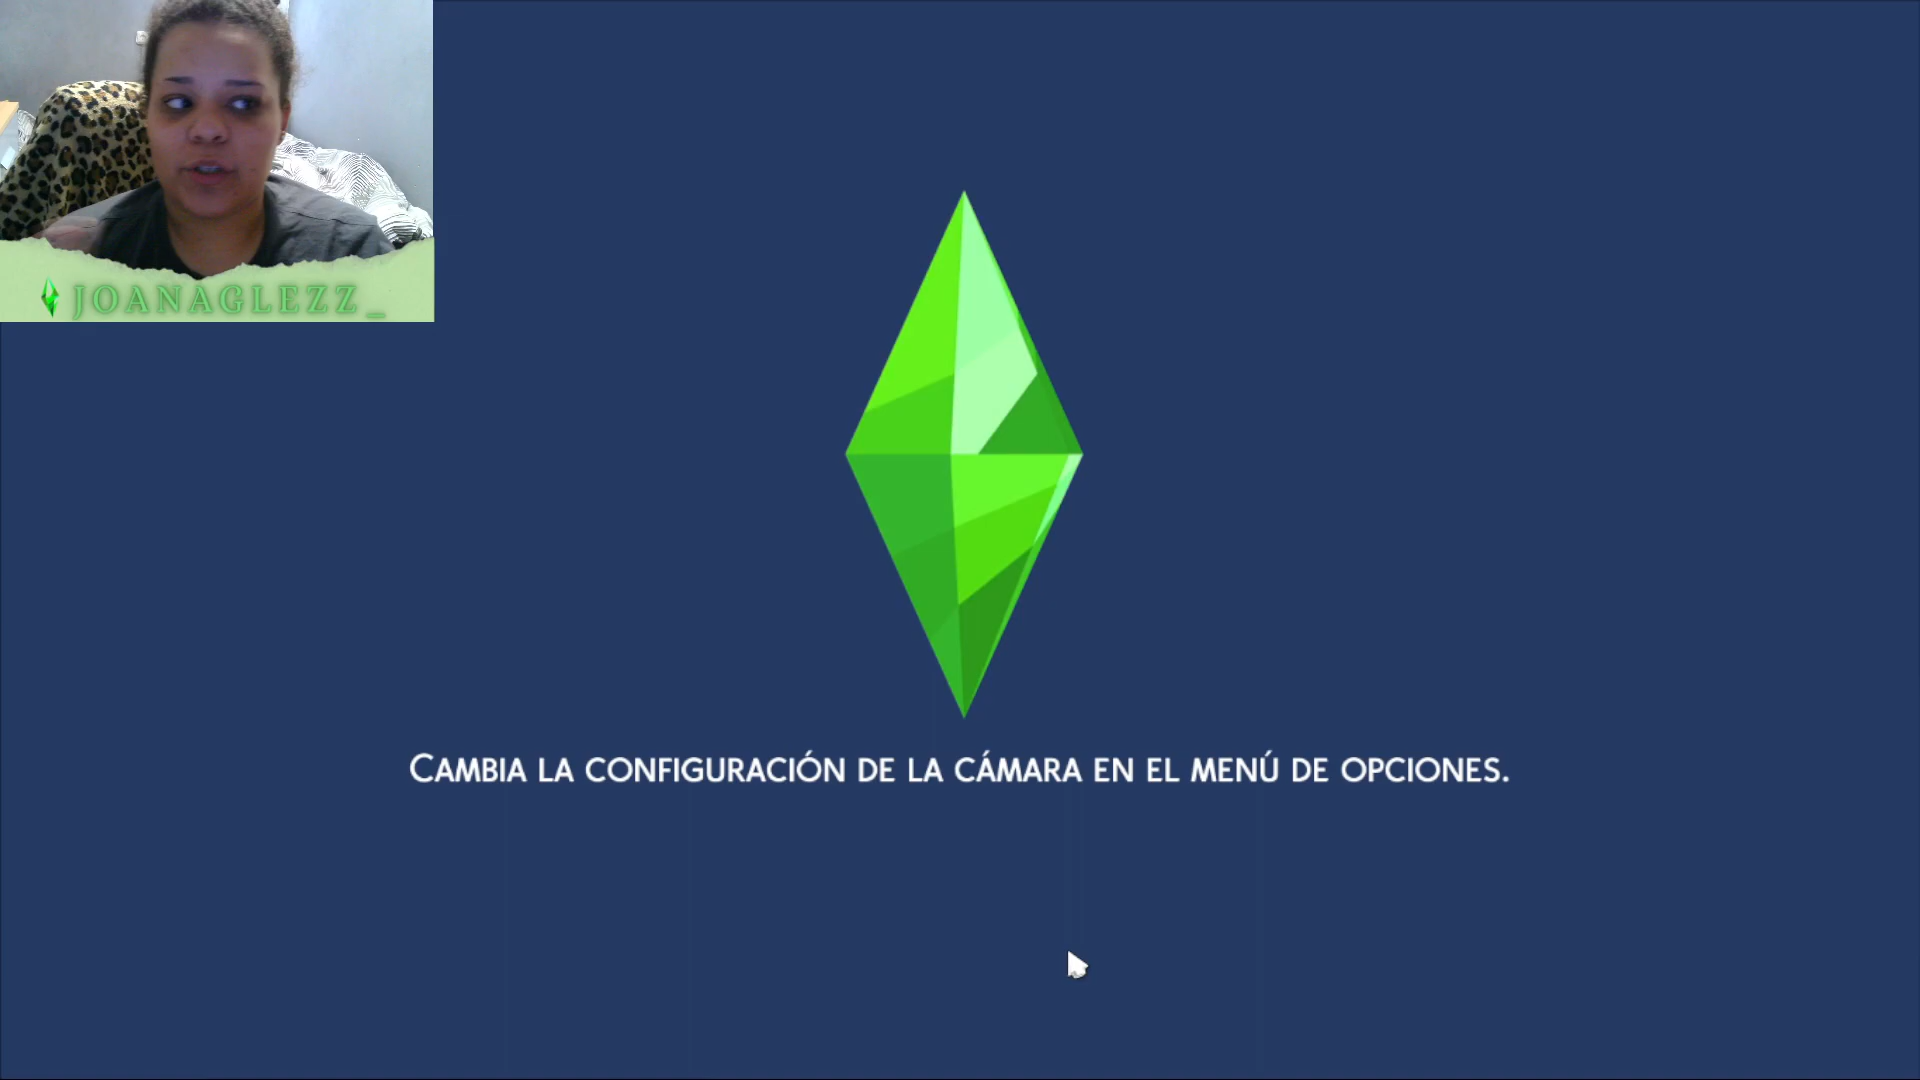 JOANAGLEZZ_
CAMBIA LA CONFIGURACIÓN DE LA CÁMARA EN EL MENÚ DE OPCIONES.